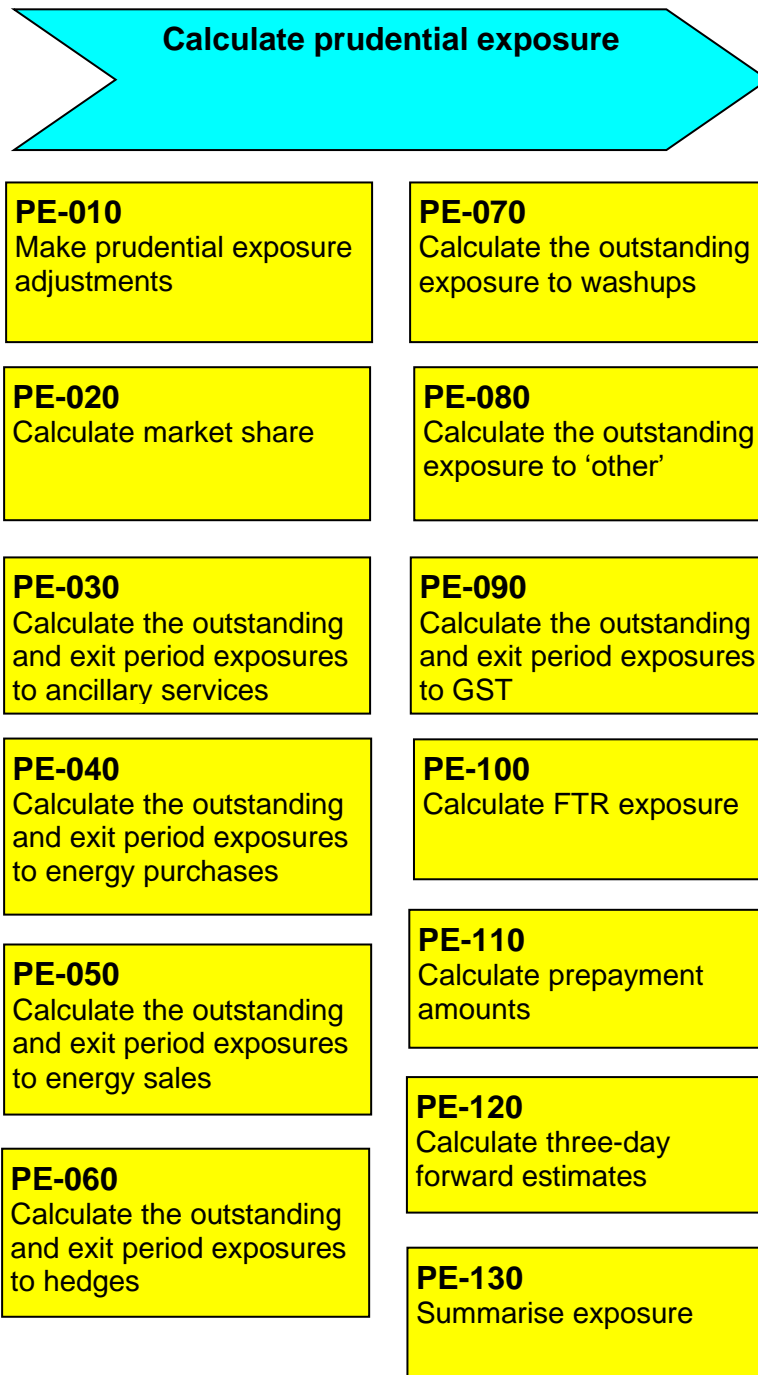 Calculate prudential exposure
PE-010
Make prudential exposure
adjustments
PE-020
Calculate market share
PE-030
Calculate the outstanding
and exit period exposures
to ancillary services
PE-040
Calculate the outstanding
and exit period exposures
to energy purchases
PE-050
Calculate the outstanding
and exit period exposures
to energy sales
PE-060
Calculate the outstanding
and exit period exposures
to hedges
PE-070
Calculate the outstanding
exposure to washups
PE-080
Calculate the outstanding
exposure to ‘other’
PE-090
Calculate the outstanding
and exit period exposures
to GST
PE-100
Calculate FTR exposure
PE-110
Calculate prepayment
amounts
PE-120
Calculate three-day
forward estimates
PE-130
Summarise exposure